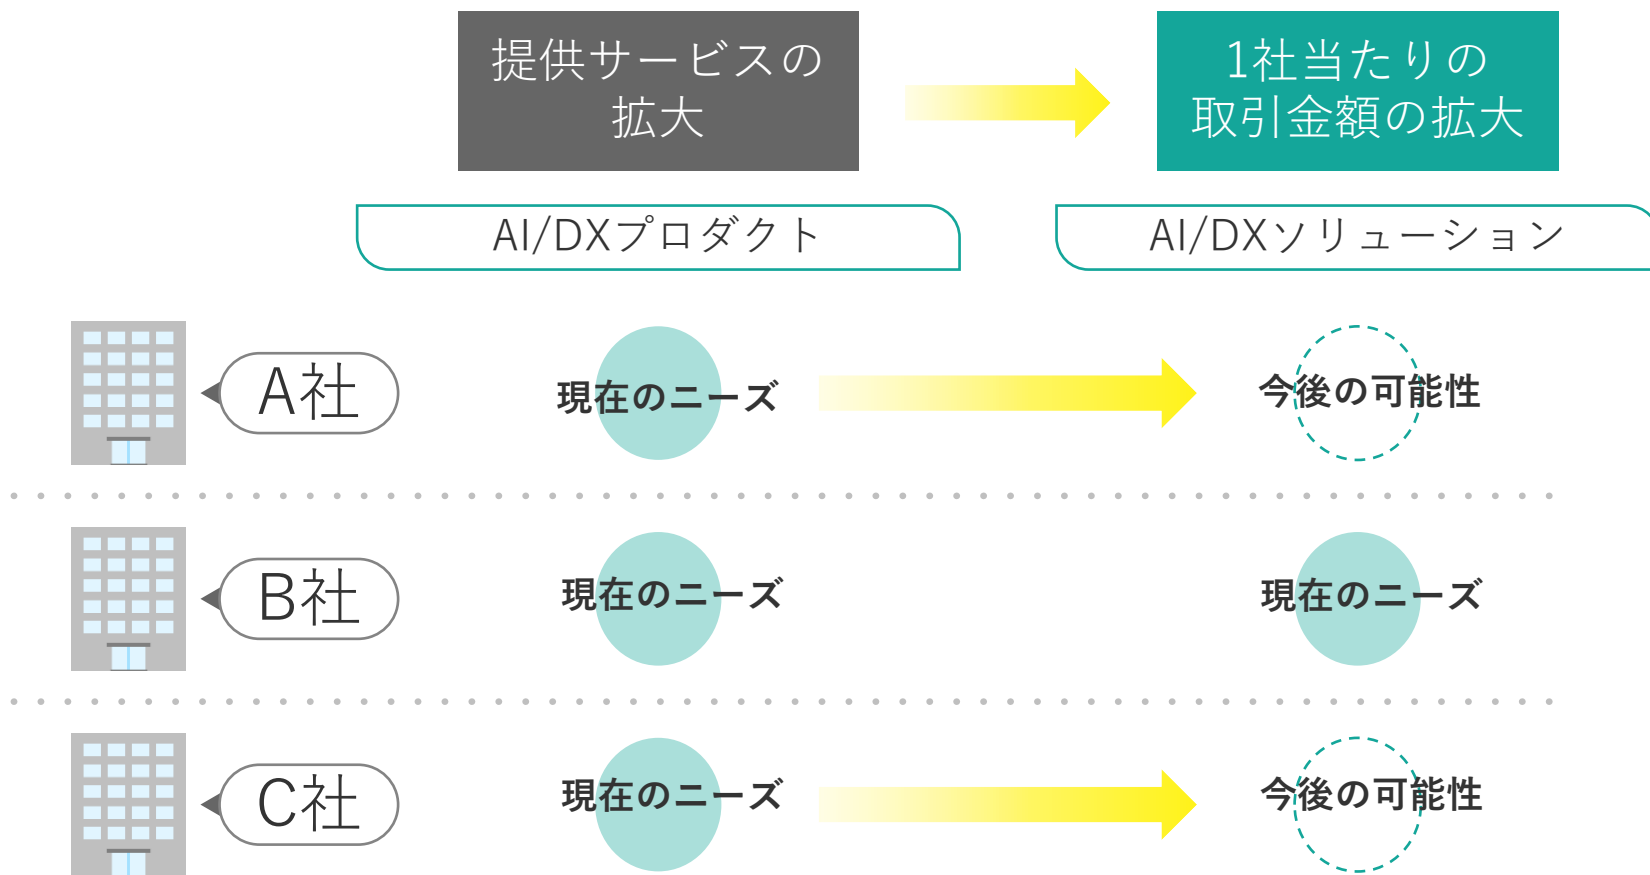 提供サービスの
拡大
1社当たりの
取引金額の拡大
AI/DXプロダクト
AI/DXソリューション
A社
現在のニーズ
今後の可能性
B社
現在のニーズ
現在のニーズ
C社
現在のニーズ
今後の可能性